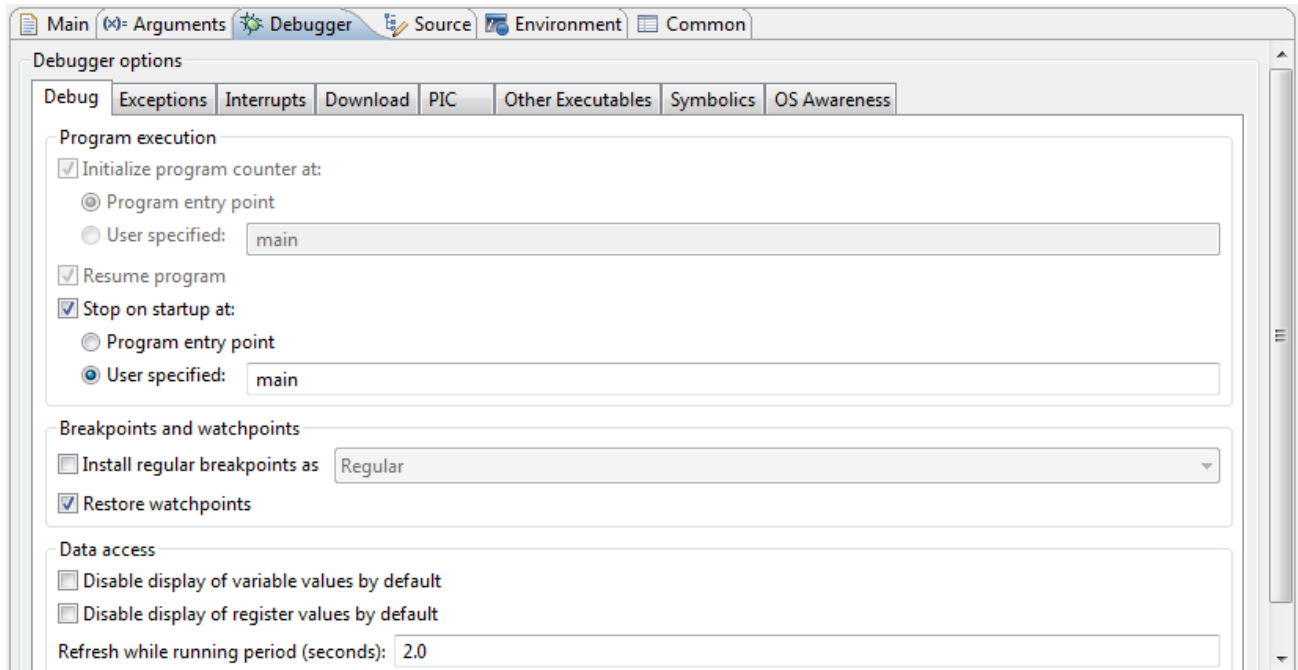 Main (x)= Arguments Debugger Source Environment Common
Debugger options
Debug Exceptions Interrupts Download PIC Other Executables Symbolics OS Awareness
Program execution
Initialize program counter at:
Program entry point
User specified: main
Resume program
Stop on startup at:
Program entry point
User specified: main
Breakpoints and watchpoints
Install regular breakpoints as Regular
Restore watchpoints
Data access
Disable display of variable values by default
Disable display of register values by default
Refresh while running period (seconds): 2.0